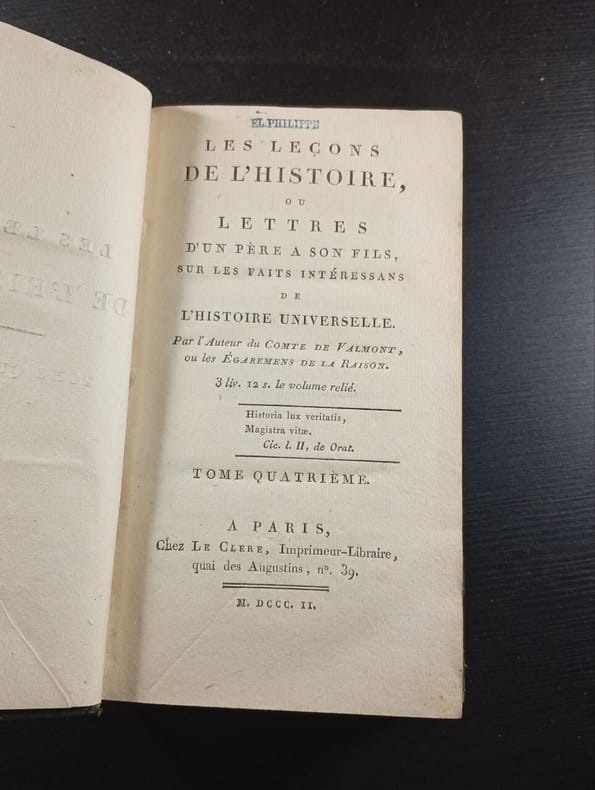 EL.PHILIPPE
LES LEÇONS
DE L'HISTOIRE,
OU
LETTRES
D'UN PÈRE A SON FILS,
SUR LES FAITS INTÉRESSANS
DE
L'HISTOIRE UNIVERSELLE.
Par l'Auteur du COMTE DE VALMONT,
ou les ÉGAREMENS DE LA RAISON.
3 liv. 12 s. le volume relié.
Historia lux veritatis,
Magistra vitæ.
Cic. l. II, de Orat.
TOME QUATRIÈME.
A PARIS,
Chez LE CLERE, Imprimeur-Libraire,
quai des Augustins, nº. 39.
M. DCCC. II.